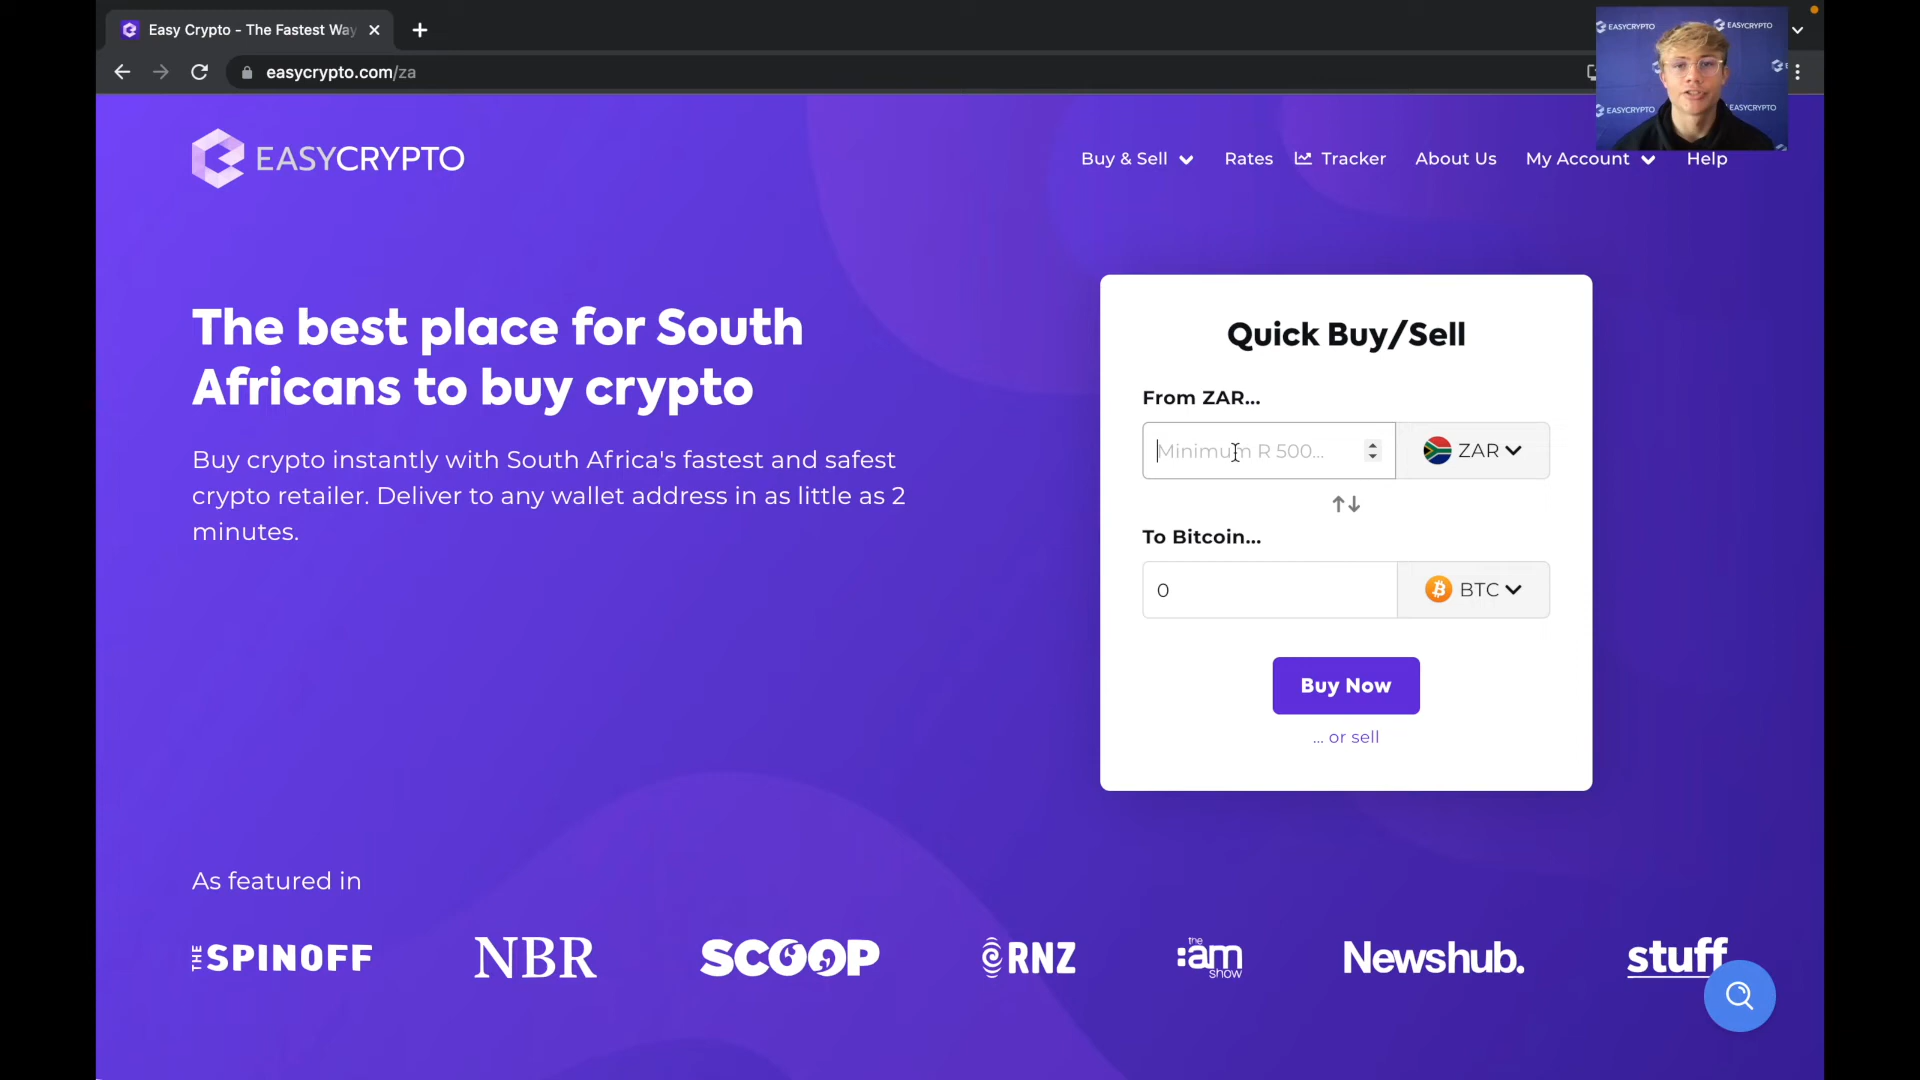 Easy Crypto - The Fastest Way
easycrypto.com/za
EASYCRYPTO
EASYCRYPTO
EASYCRYPTO
EASYCRYPTO
EASYCRYPTO
Buy & Sell
Rates
Tracker
About Us
My Account
Help
The best place for South
Africans to buy crypto
Buy crypto instantly with South Africa's fastest and safest
crypto retailer. Deliver to any wallet address in as little as 2
minutes.
Quick Buy/Sell
From ZAR...
Minimum R 500...
ZAR
To Bitcoin...
0
BTC
Buy Now
... or sell
As featured in
THE SPINOFF
NBR
SCOOP
RNZ
the :am show
Newshub.
stuff